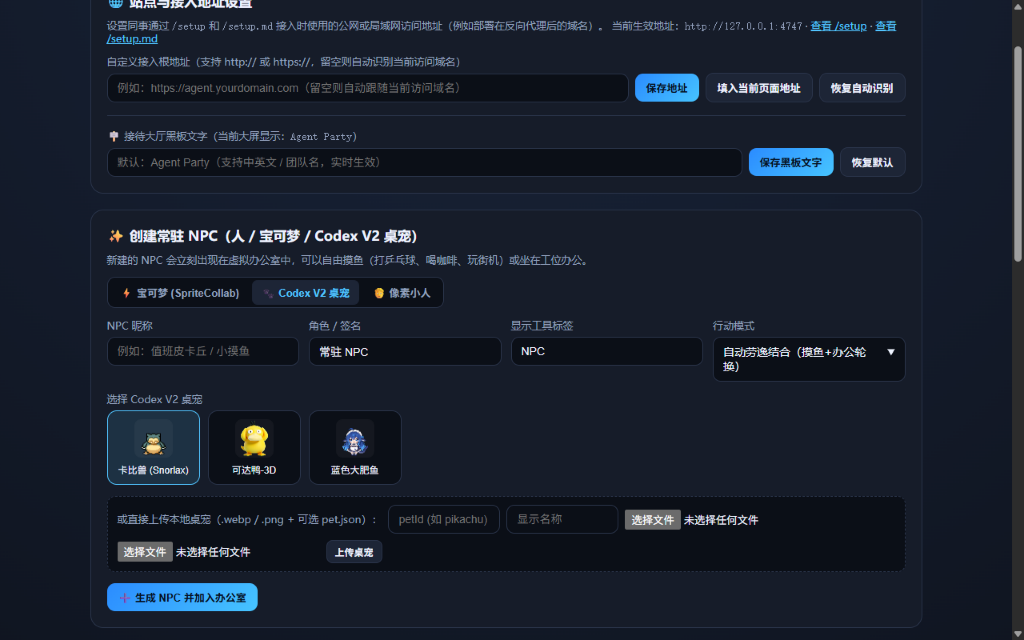 站点与接入地址设置
设置同事通过 /setup 和 /setup.md 接入时使用的公网或局域网访问地址（例如部署在反向代理后的域名）。 当前生效地址: http://127.0.0.1:4747 · 查看 /setup · 查看
/setup.md
自定义接入根地址（支持 http:// 或 https://，留空则自动识别当前访问域名）
例如: https://agent.yourdomain.com（留空则自动跟随当前访问域名） 保存地址 填入当前页面地址 恢复自动识别
接待大厅黑板文字（当前大屏显示: Agent Party）
默认: Agent Party（支持中英文 / 团队名，实时生效） 保存黑板文字 恢复默认
创建常驻 NPC（人 / 宝可梦 / Codex V2 桌宠）
新建的 NPC 会立刻出现在虚拟办公室中，可以自由摸鱼（打乒乓球、喝咖啡、玩街机）或坐在工位办公。
宝可梦 (SpriteCollab) Codex V2 桌宠 像素小人
NPC 昵称 角色 / 签名 显示工具标签 行动模式
例如: 值班皮卡丘 / 小摸鱼 常驻 NPC NPC 自动劳逸结合（摸鱼+办公轮
换） ▼
选择 Codex V2 桌宠
卡比兽 (Snorlax) 可达鸭-3D 蓝色大肥鱼
或直接上传本地桌宠（.webp / .png + 可选 pet.json）: petId (如 pikachu) 显示名称 选择文件 未选择任何文件
选择文件 未选择任何文件 上传桌宠
生成 NPC 并加入办公室